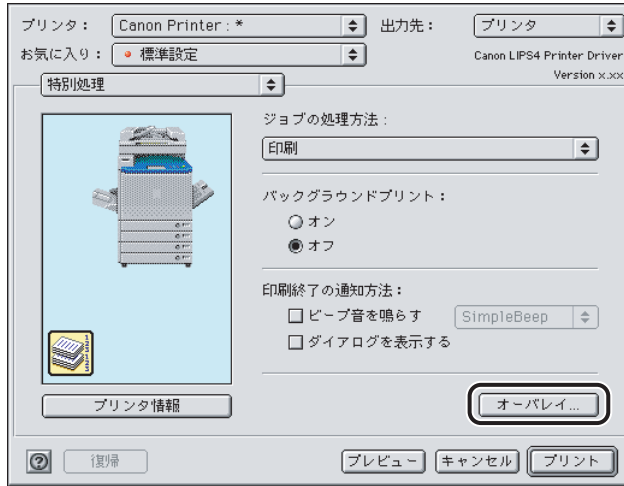 プリンタ： Canon Printer : * 出力先： プリンタ
お気に入り： 標準設定 Canon LIPS4 Printer Driver
Version x.xx
特別処理
ジョブの処理方法：
印刷
バックグラウンドプリント：
オン
オフ
印刷終了の通知方法：
ビープ音を鳴らす SimpleBeep
ダイアログを表示する
123123
プリンタ情報 オーバレイ...
? 復帰 プレビュー キャンセル プリント